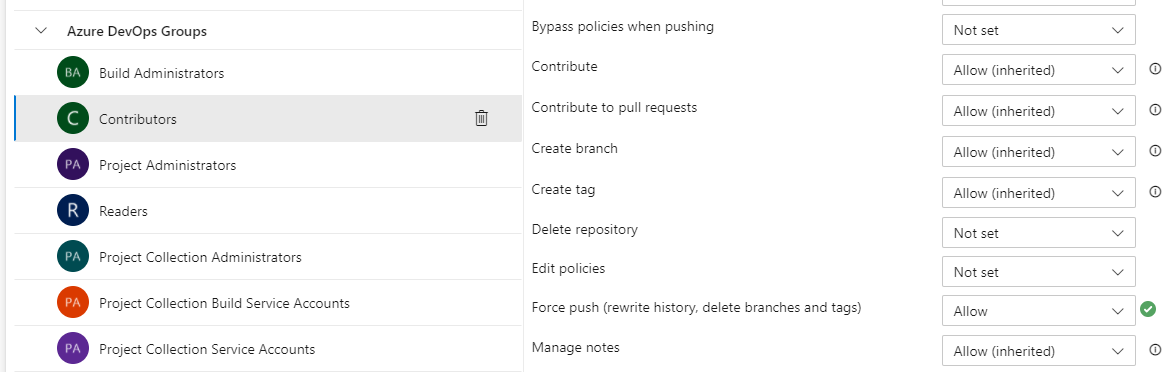 Azure DevOps Groups
BA Build Administrators
C Contributors
PA Project Administrators
R Readers
PA Project Collection Administrators
PA Project Collection Build Service Accounts
PA Project Collection Service Accounts
Bypass policies when pushing Not set
Contribute Allow (inherited)
Contribute to pull requests Allow (inherited)
Create branch Allow (inherited)
Create tag Allow (inherited)
Delete repository Not set
Edit policies Not set
Force push (rewrite history, delete branches and tags) Allow
Manage notes Allow (inherited)